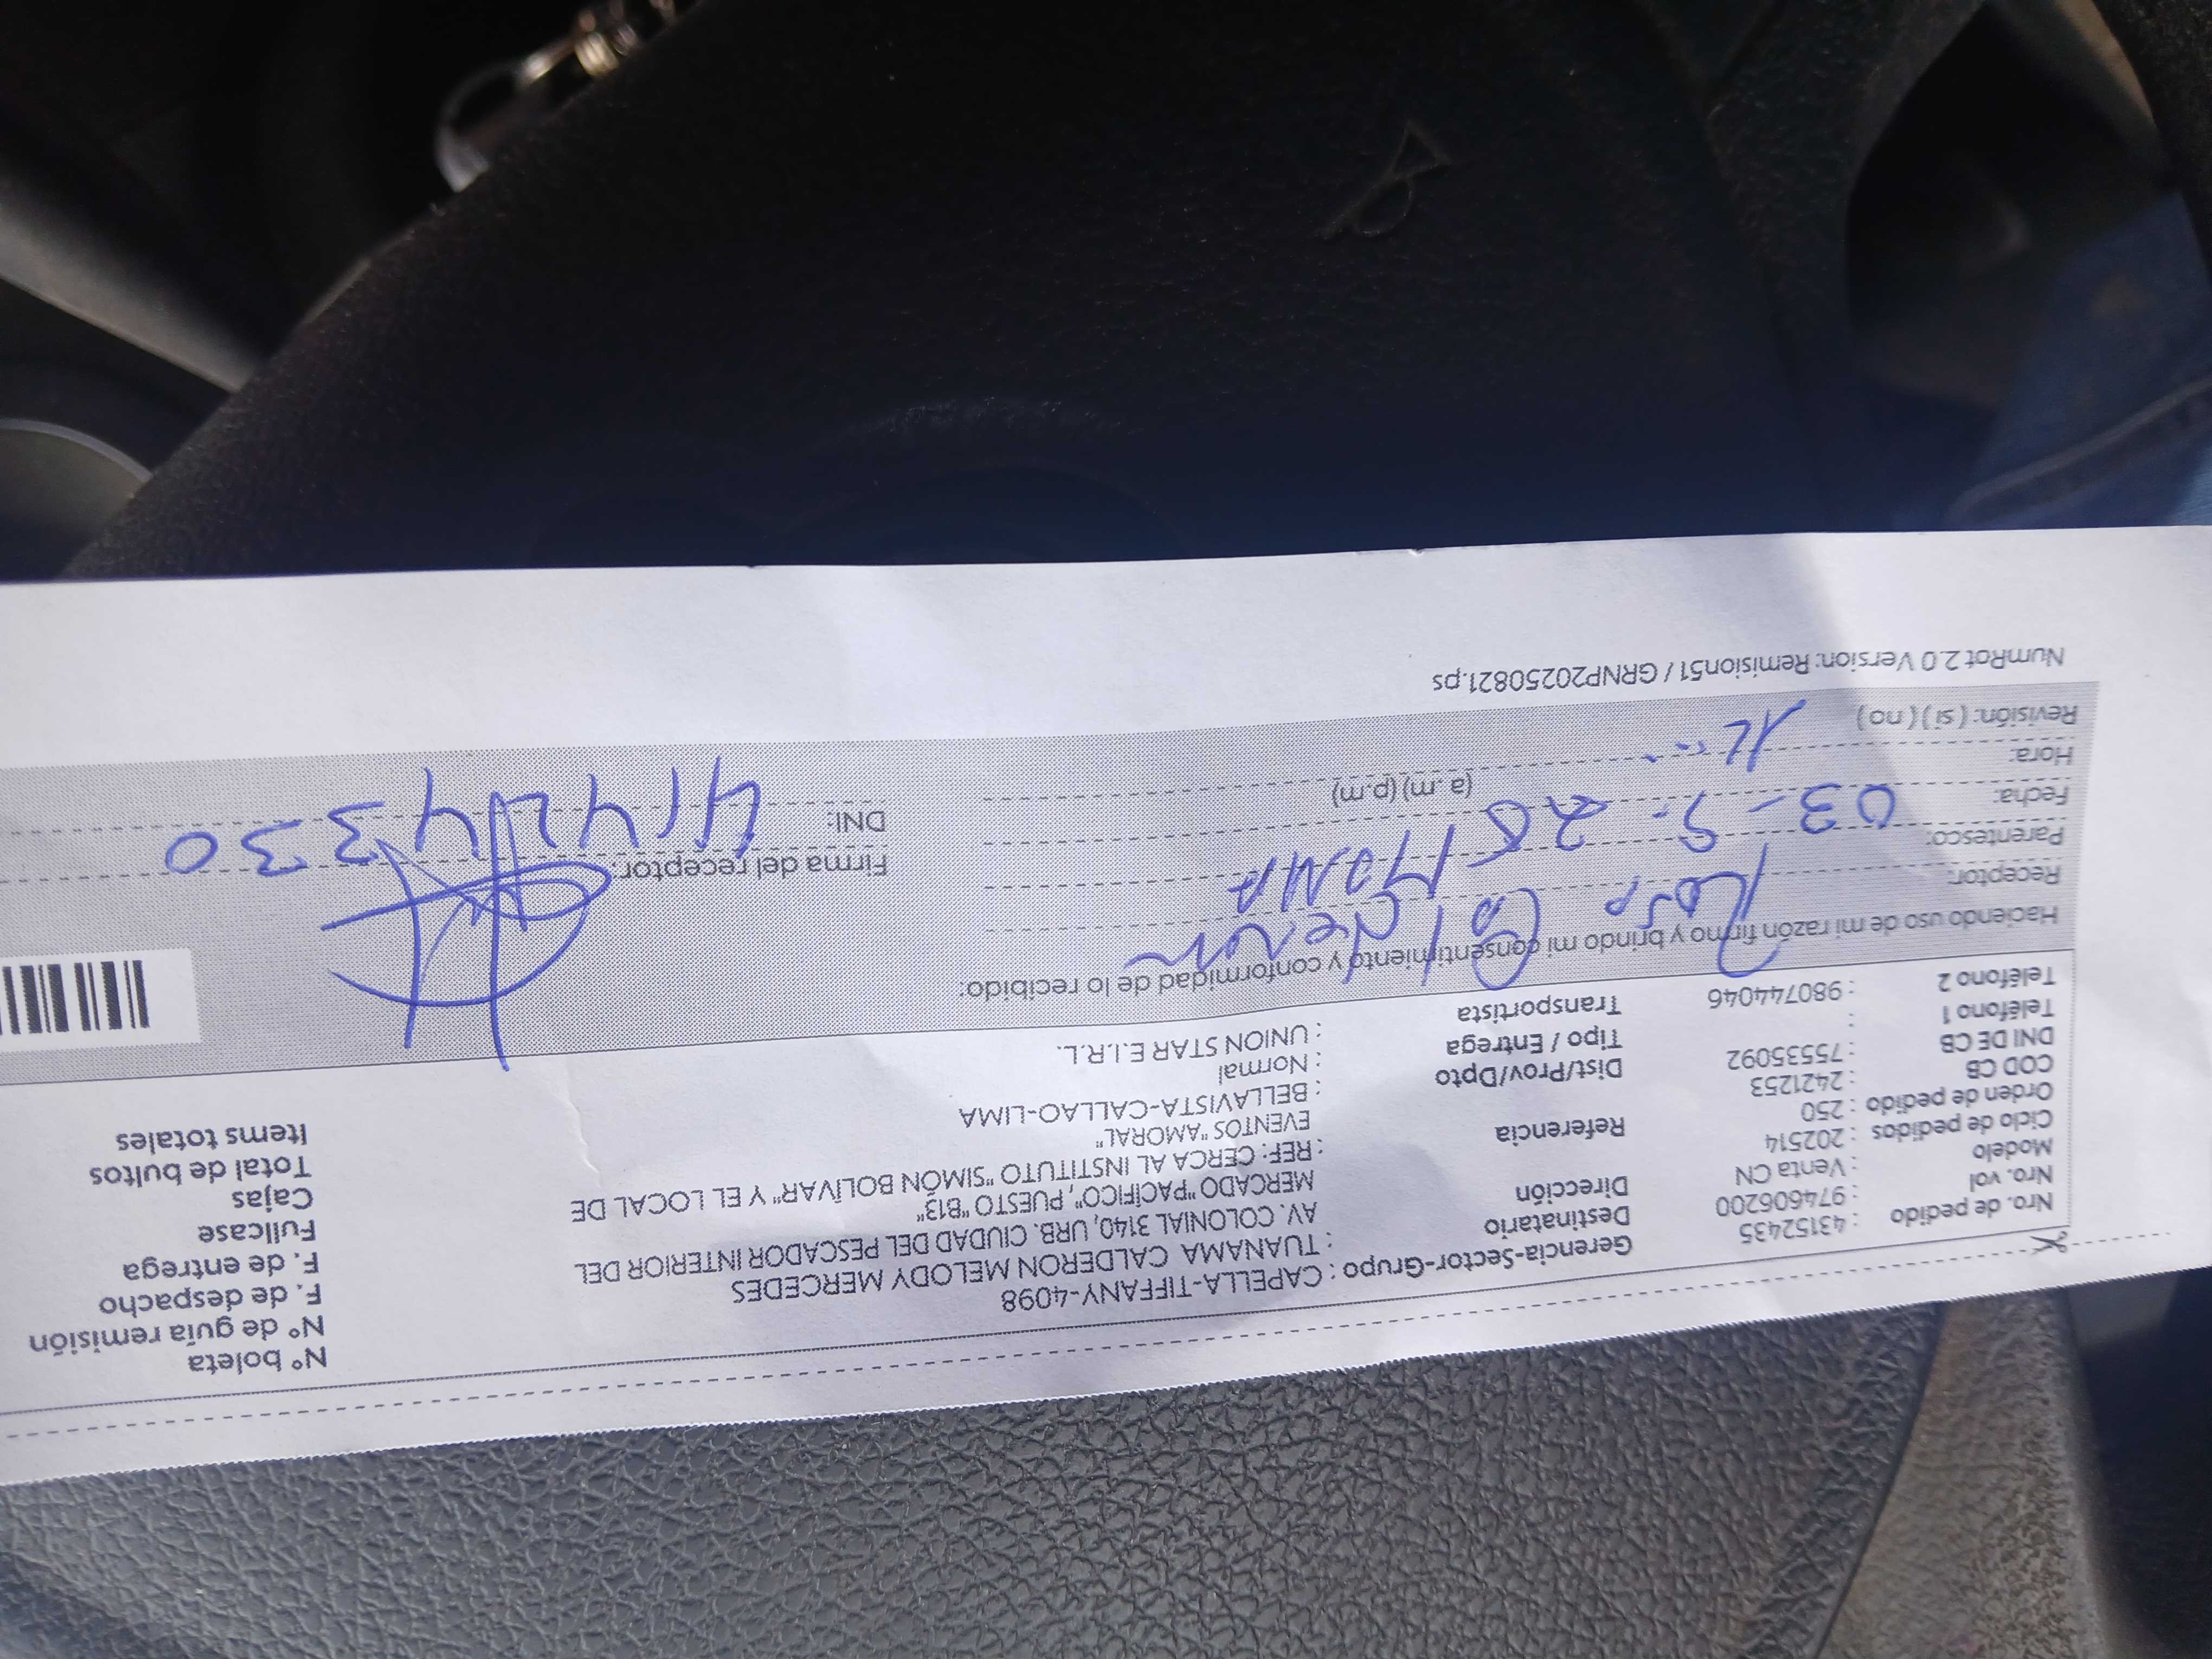 Gerencia-Sector-Grupo : CAPELLA-TIFFANY-4098
Nro. de pedido : 43152435
Nro. vol : 974606200
Modelo : Venta CN
Ciclo de pedidos : 202514
Orden de pedido : 250
COD CB : 2421253
DNI DE CB : 75535092
Teléfono 1 :
Teléfono 2 : 980744046
Destinatario : TUANAMA CALDERON MELODY MERCEDES
Dirección AV. COLONIAL 3140, URB. CIUDAD DEL PESCADOR INTERIOR DEL
MERCADO "PACÍFICO", PUESTO "B13"
Referencia : REF: CERCA AL INSTITUTO "SIMÓN BOLÍVAR" Y EL LOCAL DE
EVENTOS "AMORAL"
Dist/Prov/Dpto : BELLAVISTA-CALLAO-LIMA
Tipo / Entrega : Normal
Transportista : UNION STAR E.I.R.L.
N° boleta
N° de guía remisión
F. de despacho
F. de entrega
Fullcase
Cajas
Total de bultos
Items totales
Haciendo uso de mi razón firmo y brindo mi consentimiento y conformidad de lo recibido:
Receptor: Rosa Calderon
Parentesco: MAMA
Fecha: 03-9-25
Hora: (a.m) (p.m)
Revisión: (si) (no)
Firma del receptor:
DNI:
NumRot 2.0 Version: Remision51 / GRNP20250821.ps